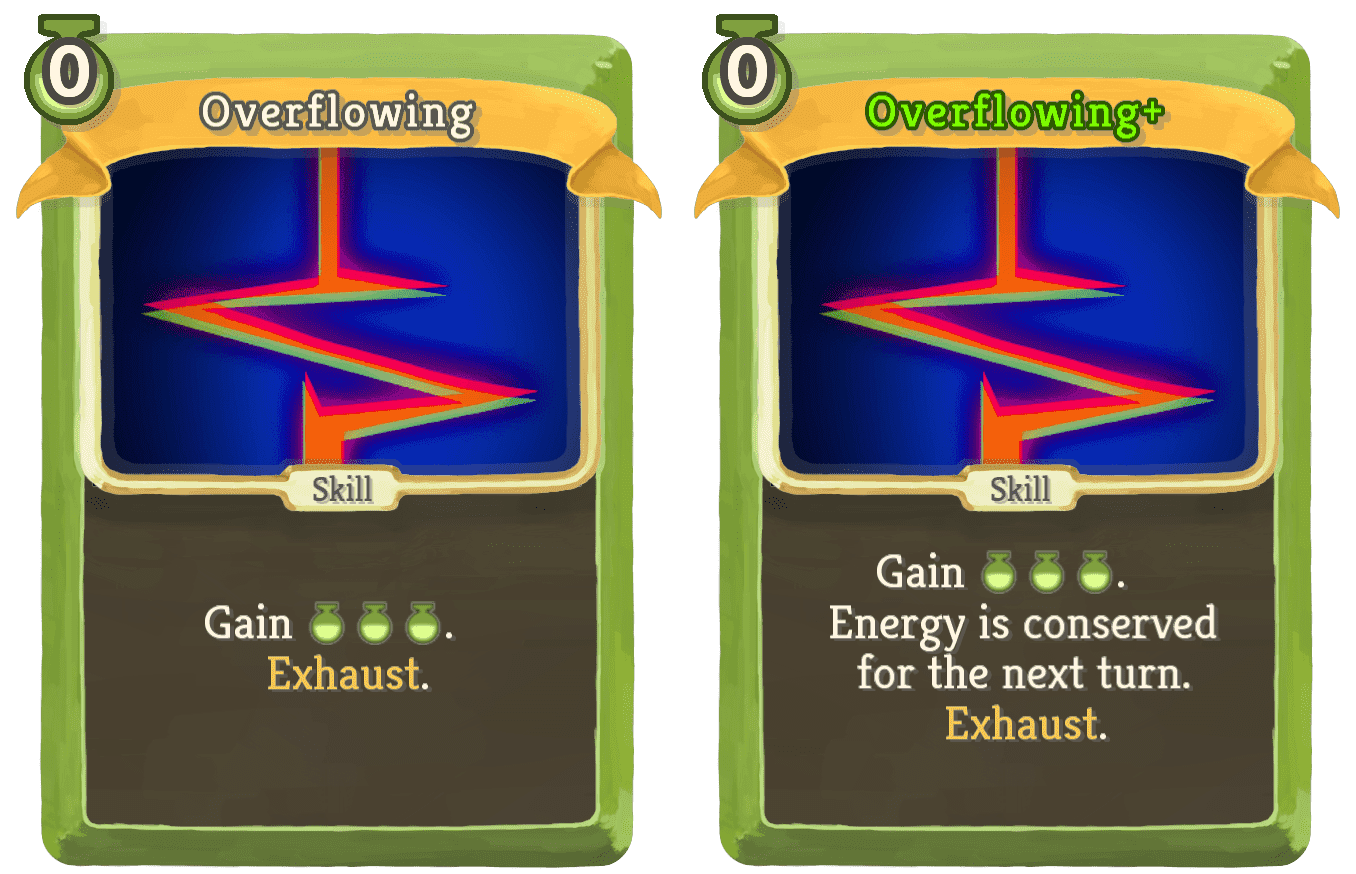 0
Overflowing
Skill
Gain .
Exhaust.
0
Overflowing+
Skill
Gain .
Energy is conserved
for the next turn.
Exhaust.